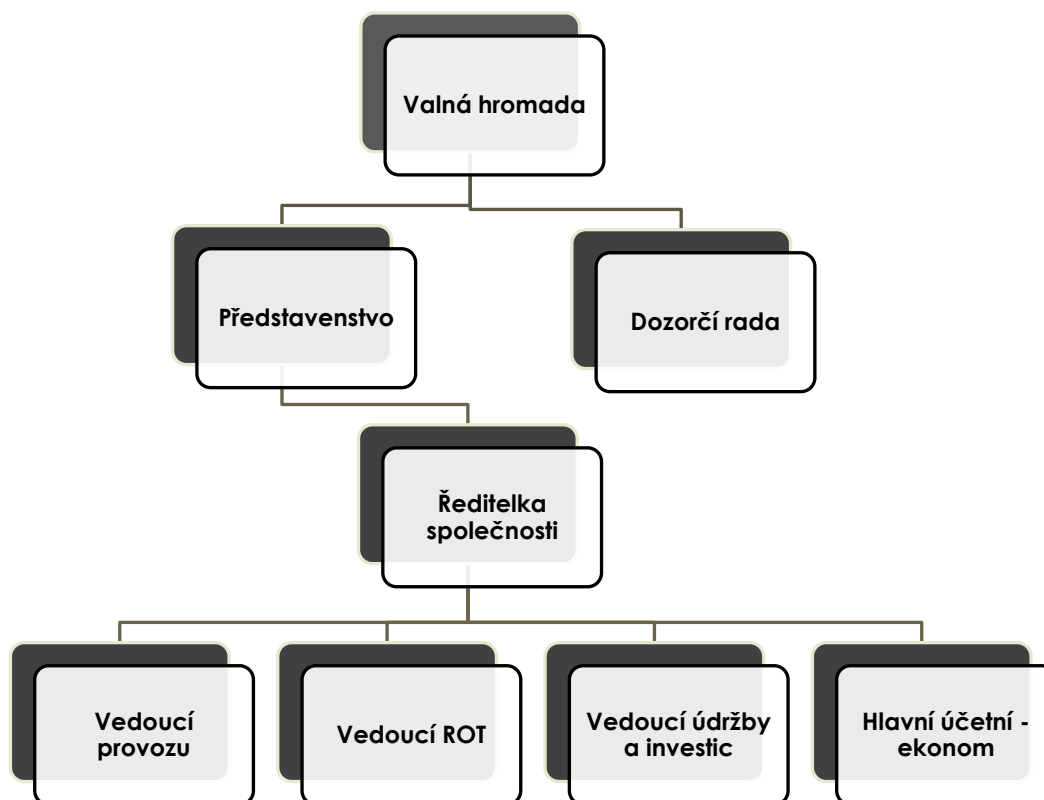 Valná hromada
Představenstvo
Dozorčí rada
Ředitelka
společnosti
Vedoucí
provozu
Vedoucí ROT
Vedoucí údržby
a investic
Hlavní účetní -
ekonom